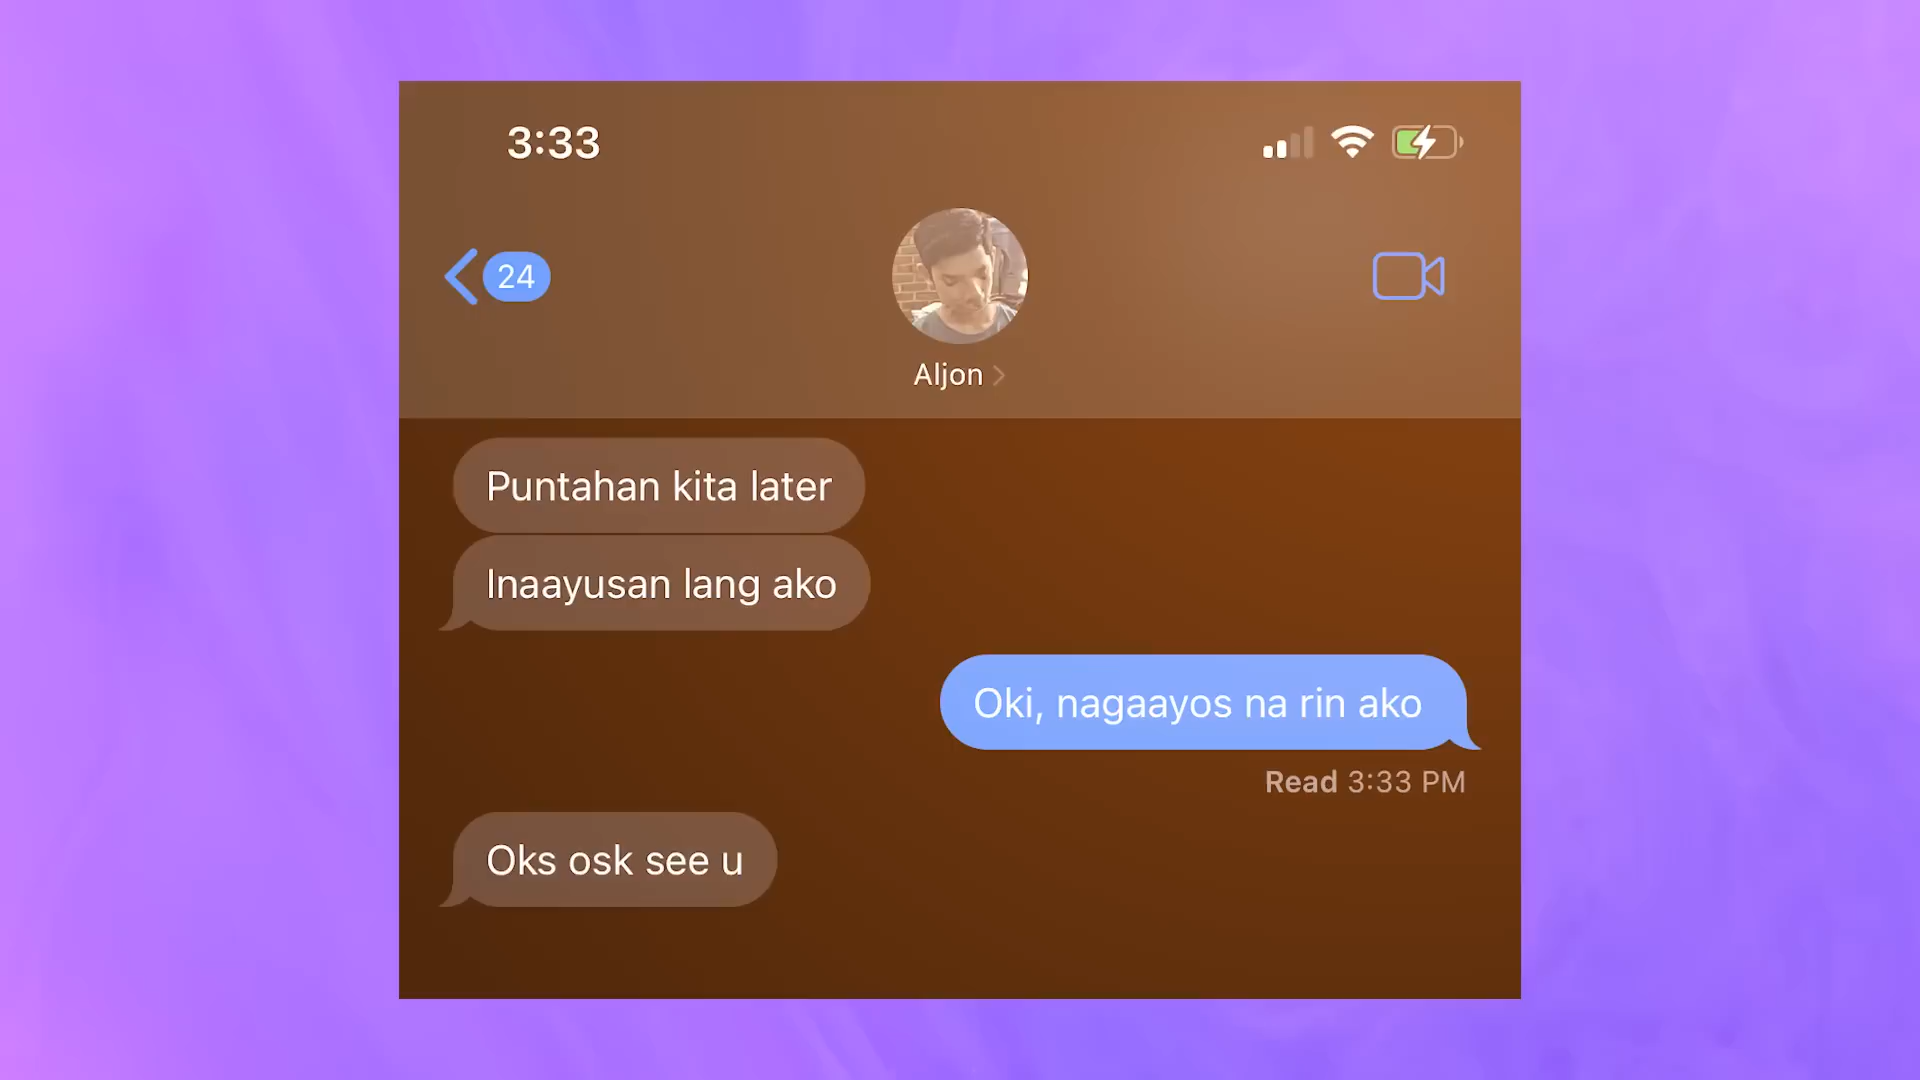 3:33
24
Aljon
Puntahan kita later
Inaayusan lang ako
Oki, nagaayos na rin ako
Read 3:33 PM
Oks osk see u